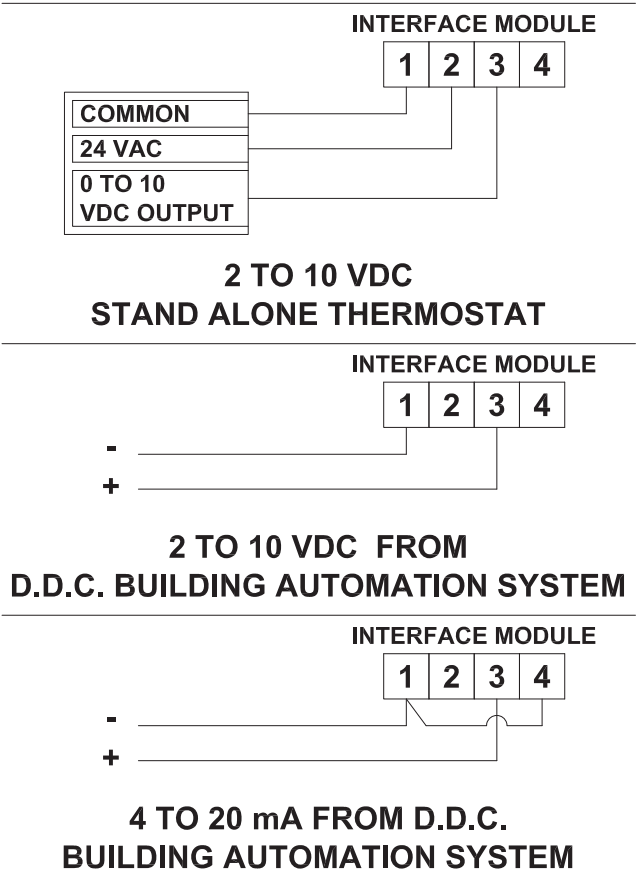 INTERFACE MODULE
1 2 3 4
COMMON
24 VAC
0 TO 10
VDC OUTPUT
2 TO 10 VDC
STAND ALONE THERMOSTAT
INTERFACE MODULE
1 2 3 4
-
+
2 TO 10 VDC FROM
D.D.C. BUILDING AUTOMATION SYSTEM
INTERFACE MODULE
1 2 3 4
-
+
4 TO 20 mA FROM D.D.C.
BUILDING AUTOMATION SYSTEM